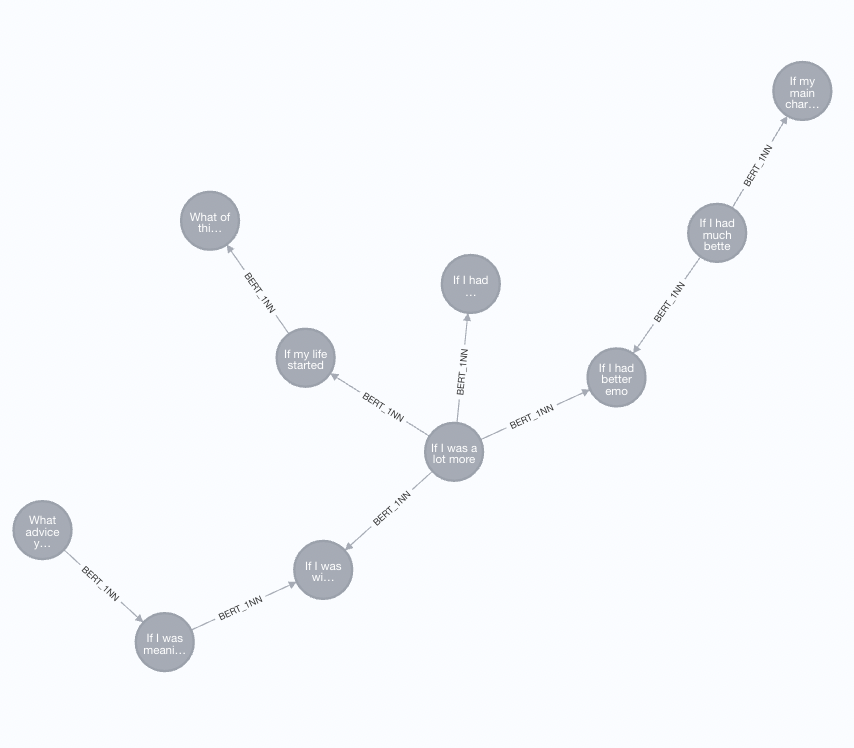 If my
main
char…
BERT_1NN
What of
thi…
If I had
much
bette
BERT_1NN
If I had
…
BERT_1NN
If my life
started
BERT_1NN
If I had
better
emo
BERT_1NN
BERT_1NN
If I was a
lot more
BERT_1NN
What
advice
y…
If I was
wi…
BERT_1NN
BERT_1NN
If I was
meani…